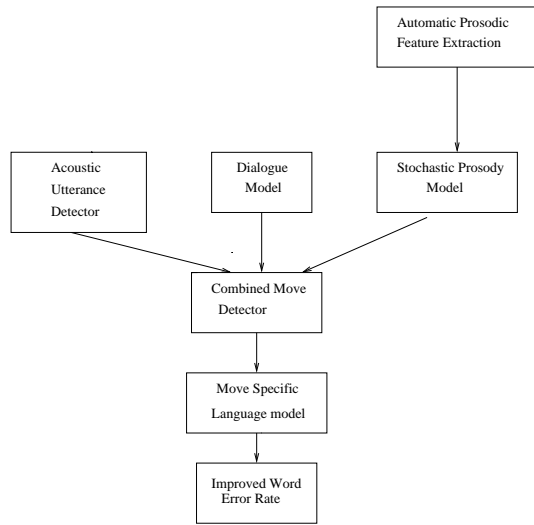 Automatic Prosodic
Feature Extraction
Acoustic
Utterance
Detector
Dialogue
Model
Stochastic Prosody
Model
Combined Move
Detector
Move Specific
Language model
Improved Word
Error Rate